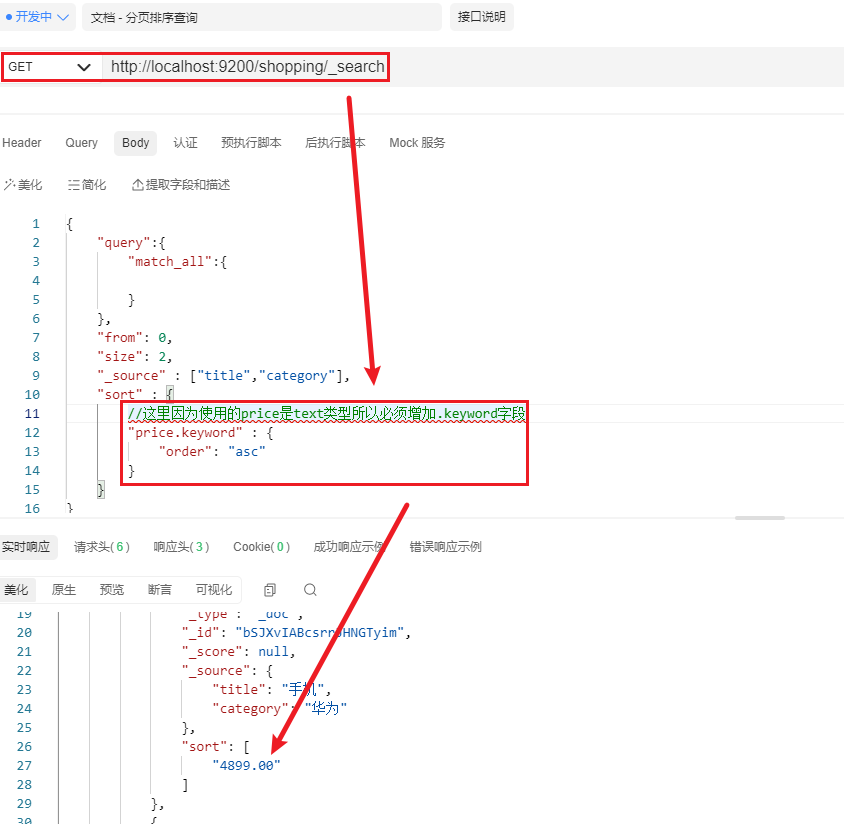 开发中 文档 - 分页排序查询 接口说明
GET http://localhost:9200/shopping/_search
Header Query Body 认证 预执行脚本 后执行脚本 Mock 服务
美化 简化 提取字段和描述
1 {
2 "query":{
3 "match_all":{
4
5 }
6 },
7 "from": 0,
8 "size": 2,
9 "_source" : ["title","category"],
10 "sort" : {
11 //这里因为使用的price是text类型所以必须增加.keyword字段
12 "price.keyword" : {
13 "order": "asc"
14 }
15 }
16 }
实时响应 请求头(6) 响应头(3) Cookie(0) 成功响应示例 错误响应示例
美化 原生 预览 断言 可视化
19 "_type": "_doc",
20 "_id": "bSJXvIABcsrnJHNGTyim",
21 "_score": null,
22 "_source": {
23 "title": "手机",
24 "category": "华为"
25 },
26 "sort": [
27 "4899.00"
28 ]
29 },
30 {